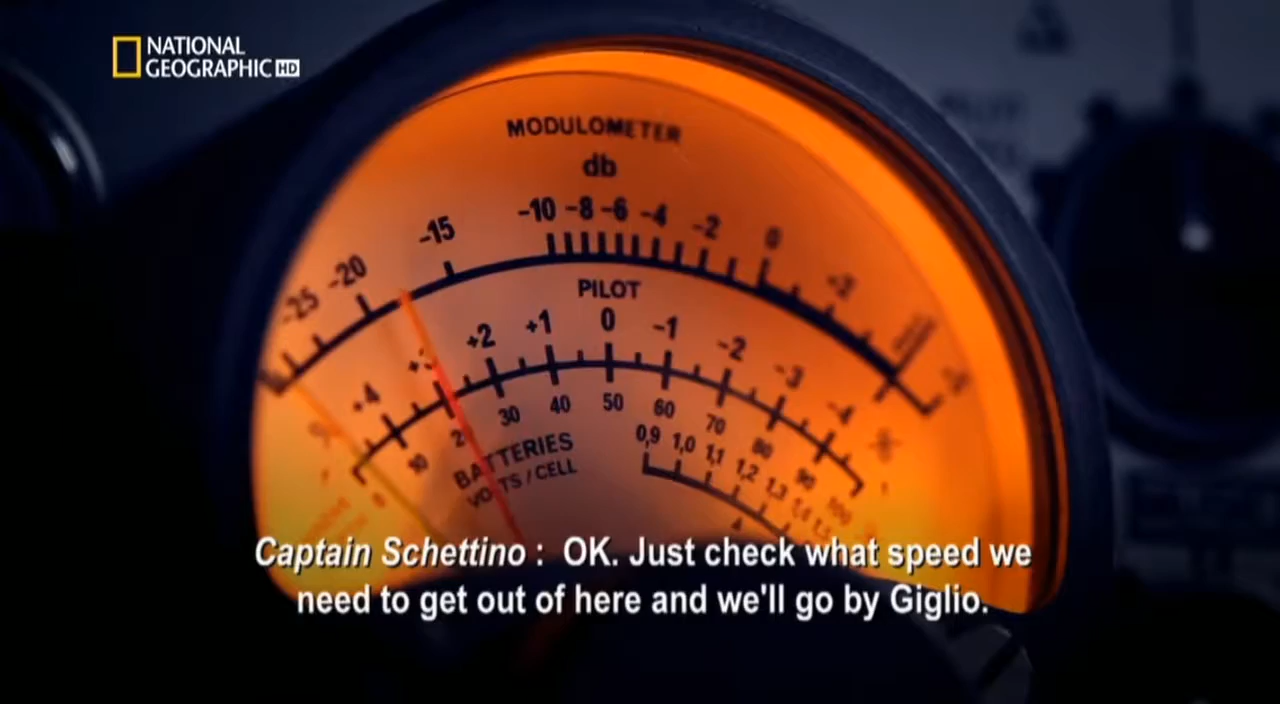 NATIONAL
GEOGRAPHIC HD
MODULOMETER
db
-25 -20 -15 -10 -8 -6 -4 -2 0
PILOT
+4 +2 +1 0 -1 -2 -3 -4
10 30 40 50 60 70 80 90 100
BATTERIES
VOLTS / CELL
0,9 1,0 1,1 1,2 1,3 1,4
Captain Schettino : OK. Just check what speed we
need to get out of here and we'll go by Giglio.